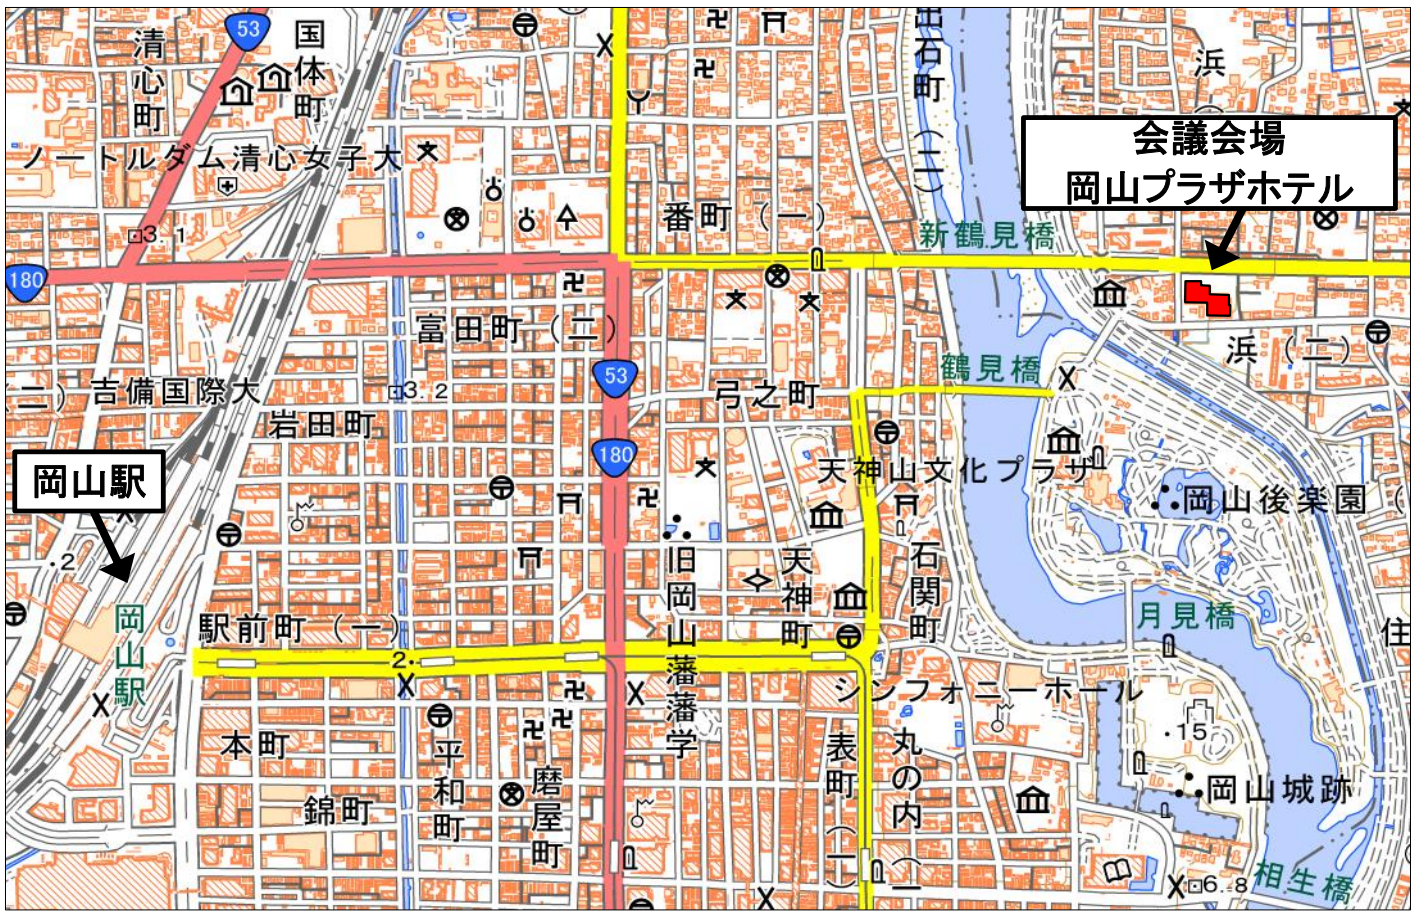 53
清心町
国体町
出石町（二）
浜（
会議会場
岡山プラザホテル
ノートルダム清心女子大
番町（一）
新鶴見橋
3.1
180
富田町（二）
浜（二）
53
鶴見橋
（二）
吉備国際大
3.2
弓之町
岩田町
180
天神山文化プラザ
岡山駅
岡山後楽園（
.2
旧岡山藩藩学
天神町
石関町
岡山駅
月見橋
住
駅前町（一）
2.
シンフォニーホール
本町
.15
平和町
表町（一）
丸の内（一
磨屋町
錦町
岡山城跡
6.8
相生橋